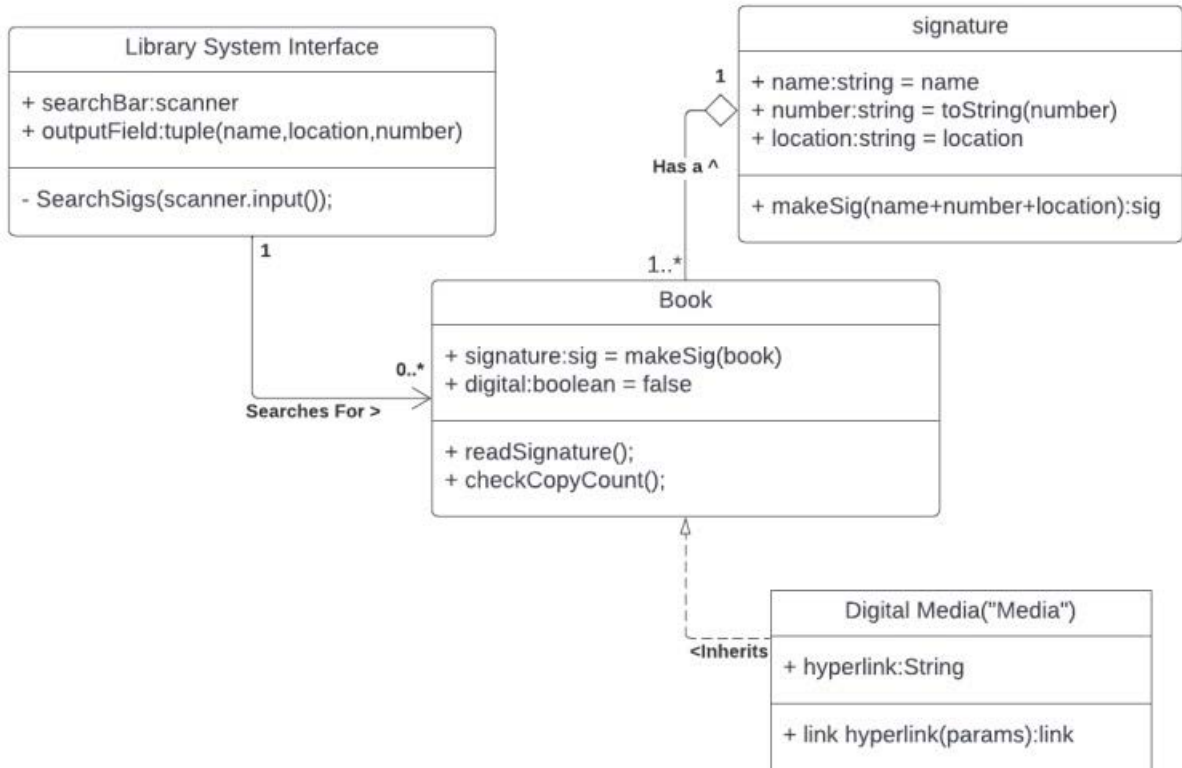 Library System Interface
+ searchBar:scanner
+ outputField:tuple(name,location,number)
- SearchSigs(scanner.input());
1
0..*
Searches For >
signature
+ name:string = name
+ number:string = toString(number)
+ location:string = location
+ makeSig(name+number+location):sig
1
Has a ^
1..*
Book
+ signature:sig = makeSig(book)
+ digital:boolean = false
+ readSignature();
+ checkCopyCount();
<Inherits
Digital Media("Media")
+ hyperlink:String
+ link hyperlink(params):link